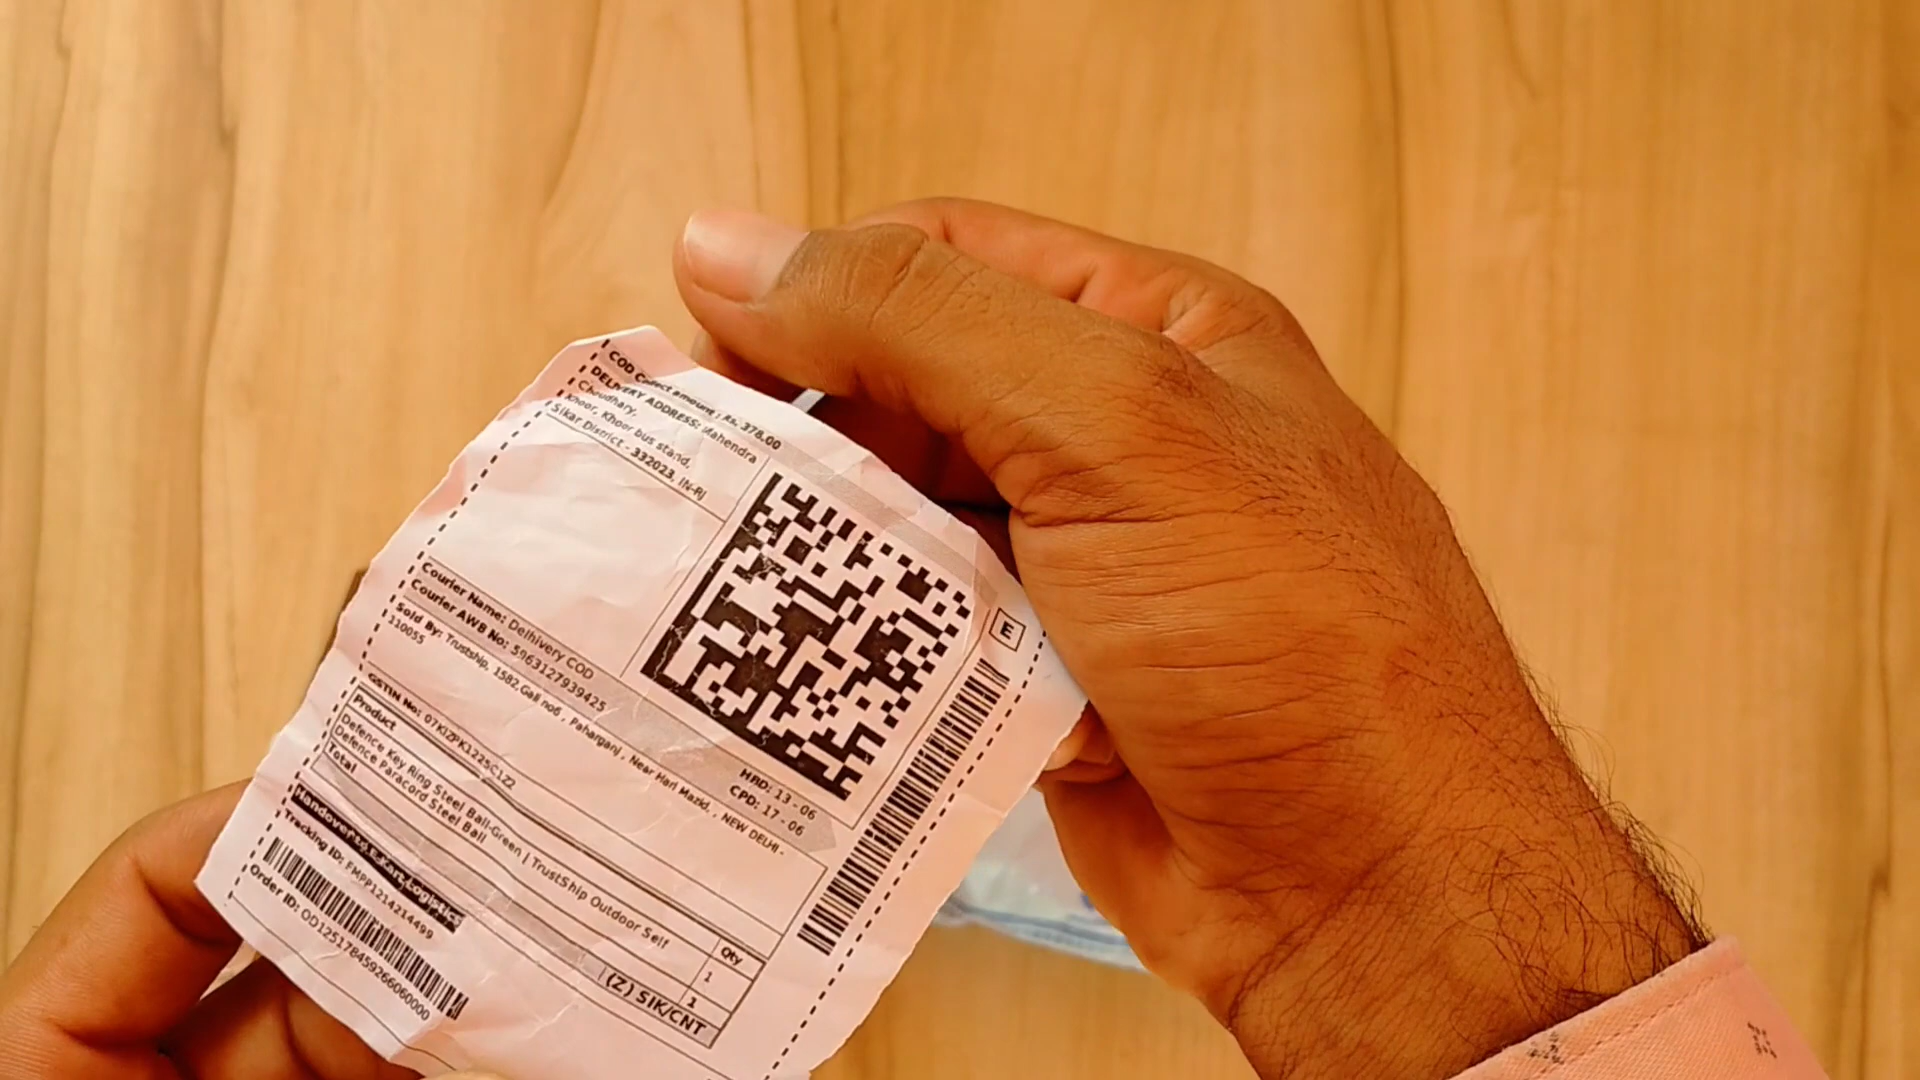 COD Collect amount : Rs. 378.00
DELIVERY ADDRESS: Mahendra
Choudhary,
Khoor, Khoor bus stand,
Sikar District - 332023, IN-RJ
E
Courier Name: Delhivery COD
Courier AWB No: 5963127939425
HRD: 13 - 06
CPD: 17 - 06
Sold By: Trustship, 1582,Gali no6 , Paharganj , Near Hari Mazid, , NEW DELHI -
110055
GSTIN No: 07KIZPK1225C1Z2
Product Qty
Defence Key Ring Steel Ball-Green | TrustShip Outdoor Self 1
Defence Paracord Steel Ball
Total 1
Handover to Ekart Logistics (Z) SIK/CNT
Tracking ID: FMPP1214214499
Order ID: OD125178459266060000